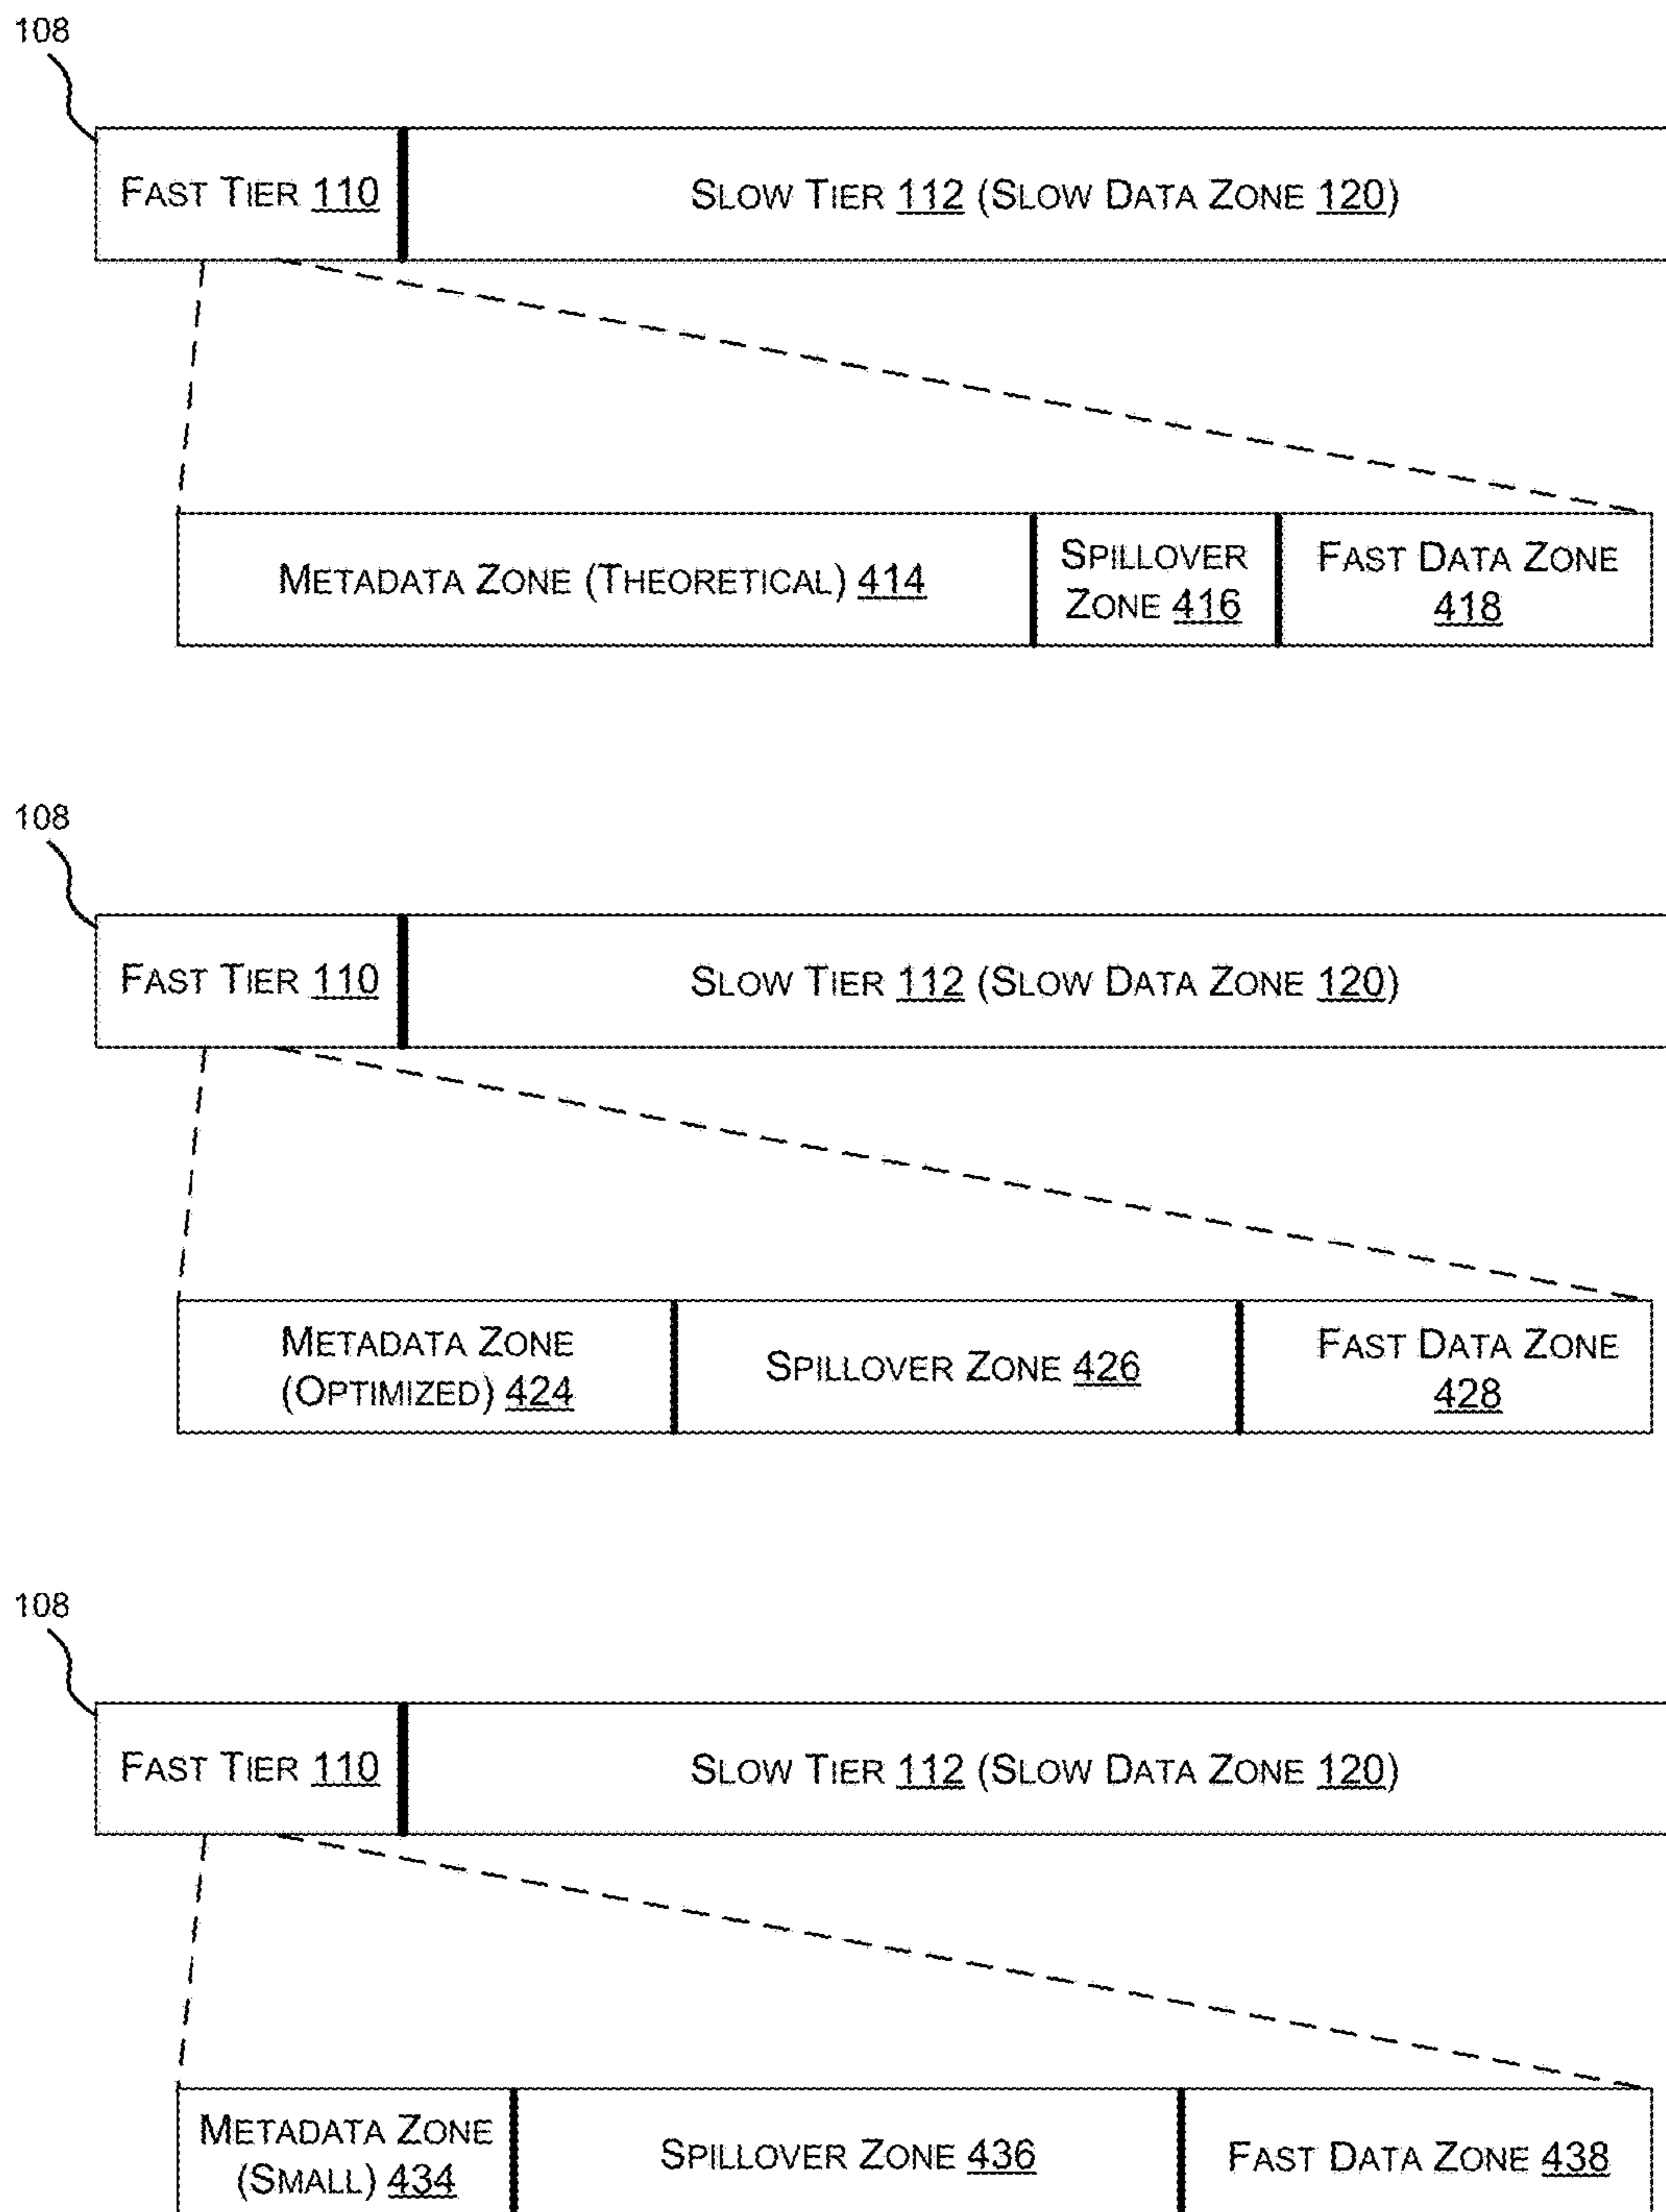 108
FAST TIER 110
SLOW TIER 112 (SLOW DATA ZONE 120)
METADATA ZONE (THEORETICAL) 414
SPILLOVER
ZONE 416
FAST DATA ZONE
418
108
FAST TIER 110
SLOW TIER 112 (SLOW DATA ZONE 120)
METADATA ZONE
(OPTIMIZED) 424
SPILLOVER ZONE 426
FAST DATA ZONE
428
108
FAST TIER 110
SLOW TIER 112 (SLOW DATA ZONE 120)
METADATA ZONE
(SMALL) 434
SPILLOVER ZONE 436
FAST DATA ZONE 438